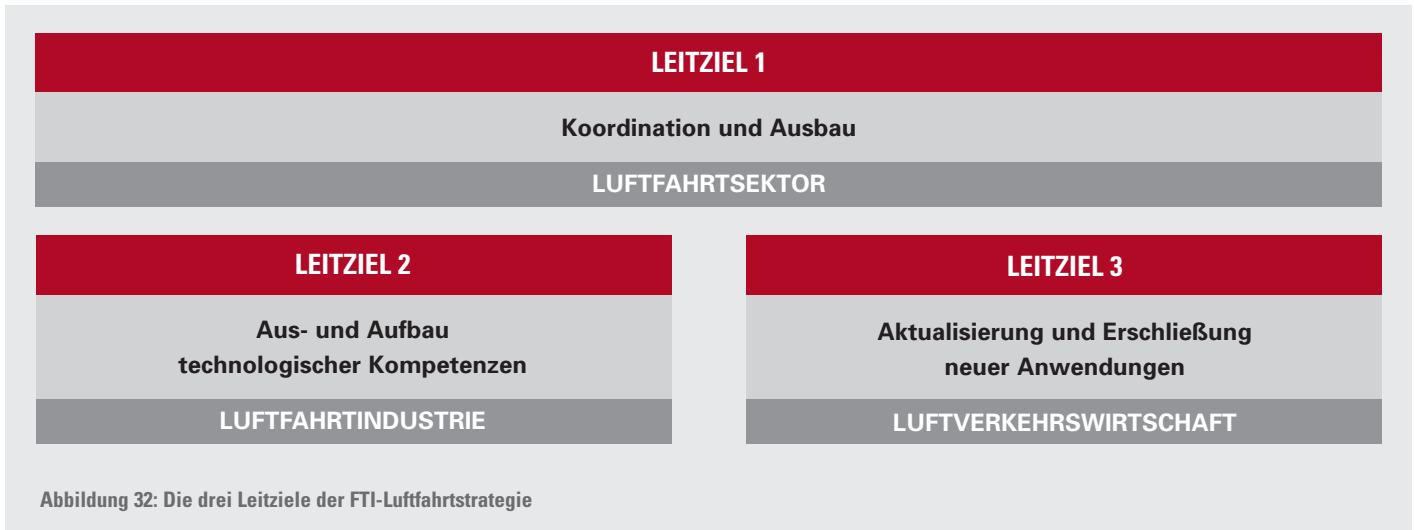 LEITZIEL 1
Koordination und Ausbau
LUFTFAHRTSEKTOR
LEITZIEL 2
Aus- und Aufbau
technologischer Kompetenzen
LUFTFAHRTINDUSTRIE
LEITZIEL 3
Aktualisierung und Erschließung
neuer Anwendungen
LUFTVERKEHRSWIRTSCHAFT
Abbildung 32: Die drei Leitziele der FTI-Luftfahrtstrategie